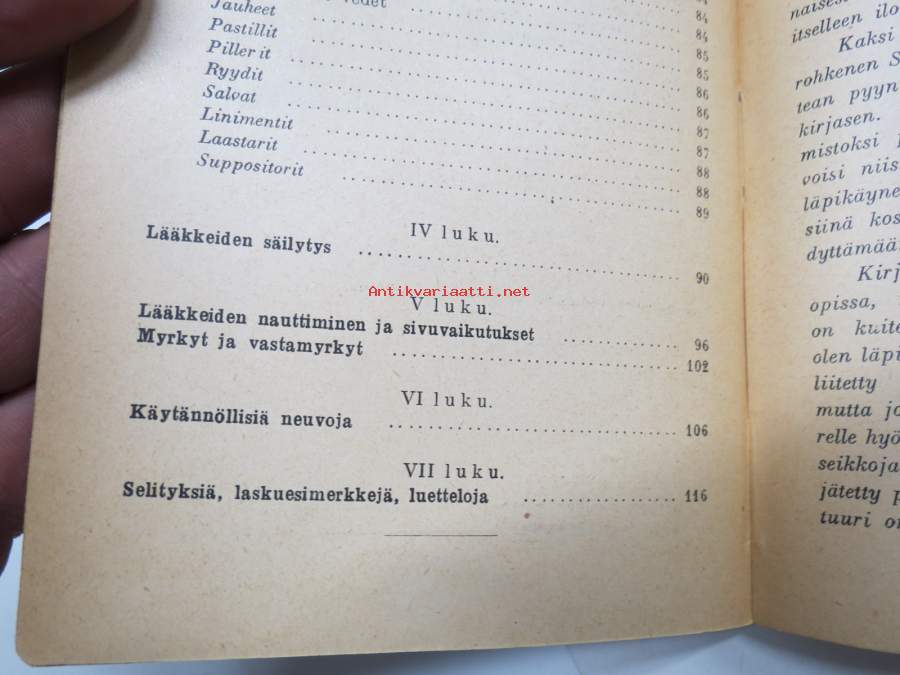 vedet
Jauheet 84
Pastillit 84
Pillerit 85
Ryydit 85
Salvat 86
Linimentit 86
Laastarit 87
Suppositorit 87
88
88
89
IV luku.
Lääkkeiden säilytys 90
Antikvariaatti.net
V luku.
Lääkkeiden nauttiminen ja sivuvaikutukset 96
Myrkyt ja vastamyrkyt 102
VI luku.
Käytännöllisiä neuvoja 106
VII luku.
Selityksiä, laskuesimerkkejä, luetteloja 116
itselleen ilo
Kaksi
rohkenen S
tean pyyn
kirjasen.
mistoksi
voisi niis
läpikäyne
siinä kos
dyttämää
Kirj
opissa,
on kuite
olen läpi
liitetty
mutta jo
relle hyö
seikkoja
jätetty p
tuuri on